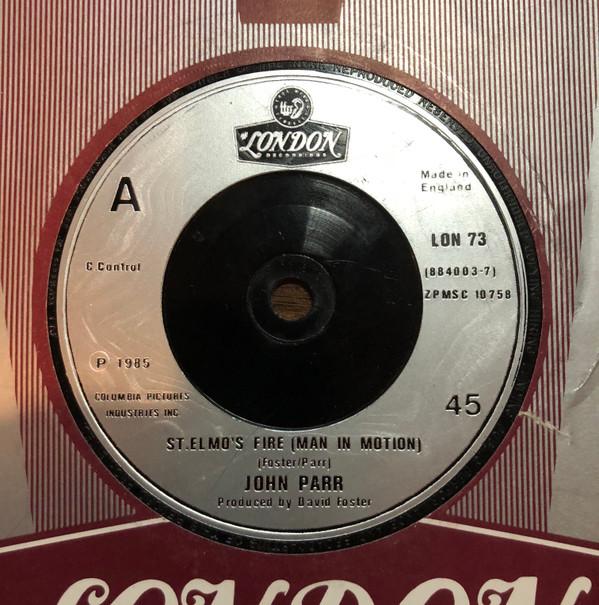 LONDON
RECORDINGS
A
Made in
England
LON 73
C.Control
(884003-7)
ZPMSC 10758
P 1985
COLUMBIA PICTURES
INDUSTRIES INC
45
ST.ELMO'S FIRE (MAN IN MOTION)
(Foster/Parr)
JOHN PARR
Produced by David Foster
LONDON